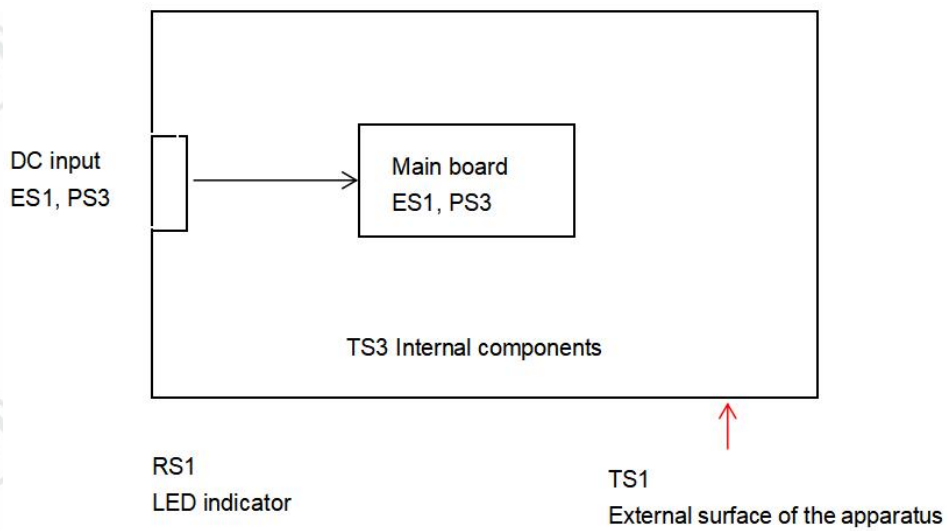 DC input
ES1, PS3
Main board
ES1, PS3
TS3 Internal components
RS1
LED indicator
TS1
External surface of the apparatus